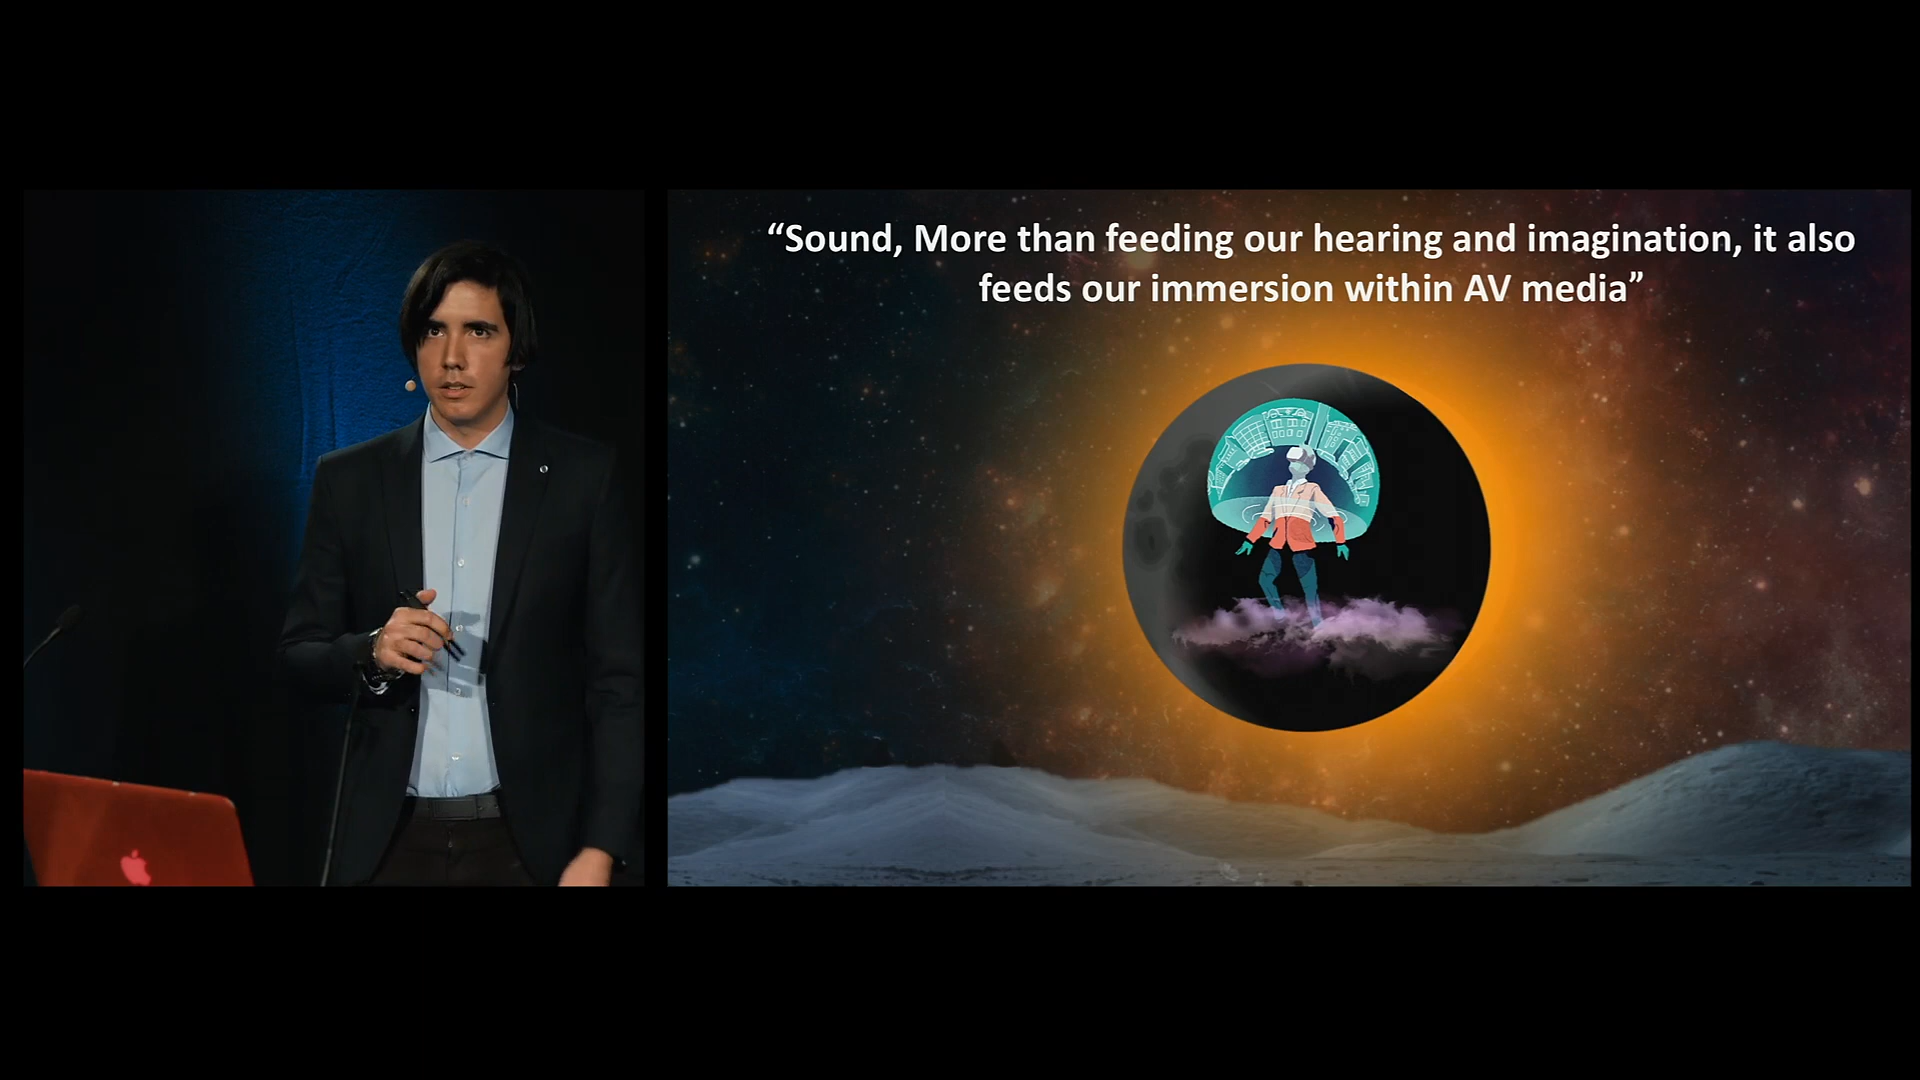 “Sound, More than feeding our hearing and imagination, it also
feeds our immersion within AV media”